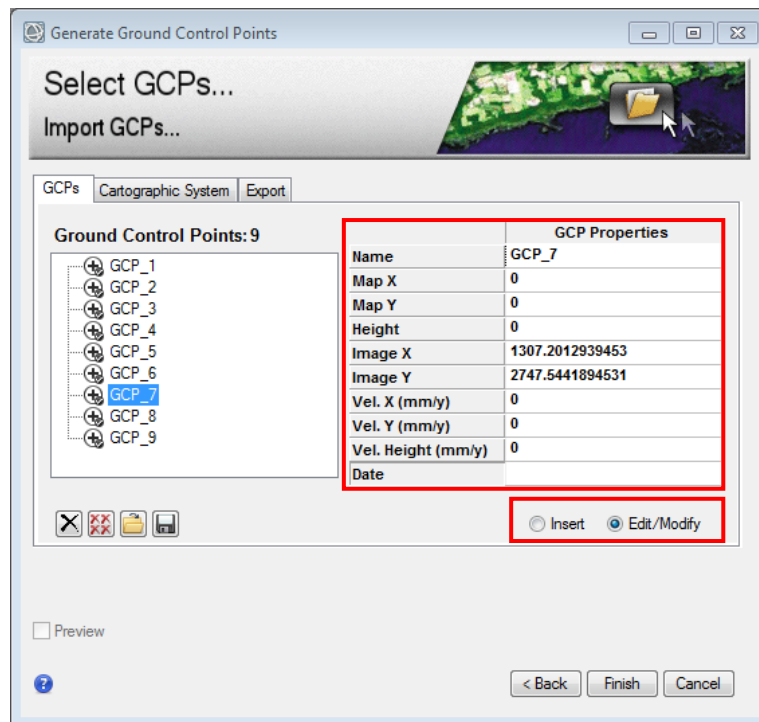 Generate Ground Control Points
Select GCPs...
Import GCPs...
GCPs Cartographic System Export
Ground Control Points: 9
GCP_1
GCP_2
GCP_3
GCP_4
GCP_5
GCP_6
GCP_7
GCP_8
GCP_9
GCP Properties
Name GCP_7
Map X 0
Map Y 0
Height 0
Image X 1307.2012939453
Image Y 2747.5441894531
Vel. X (mm/y) 0
Vel. Y (mm/y) 0
Vel. Height (mm/y) 0
Date
Insert Edit/Modify
Preview
< Back Finish Cancel